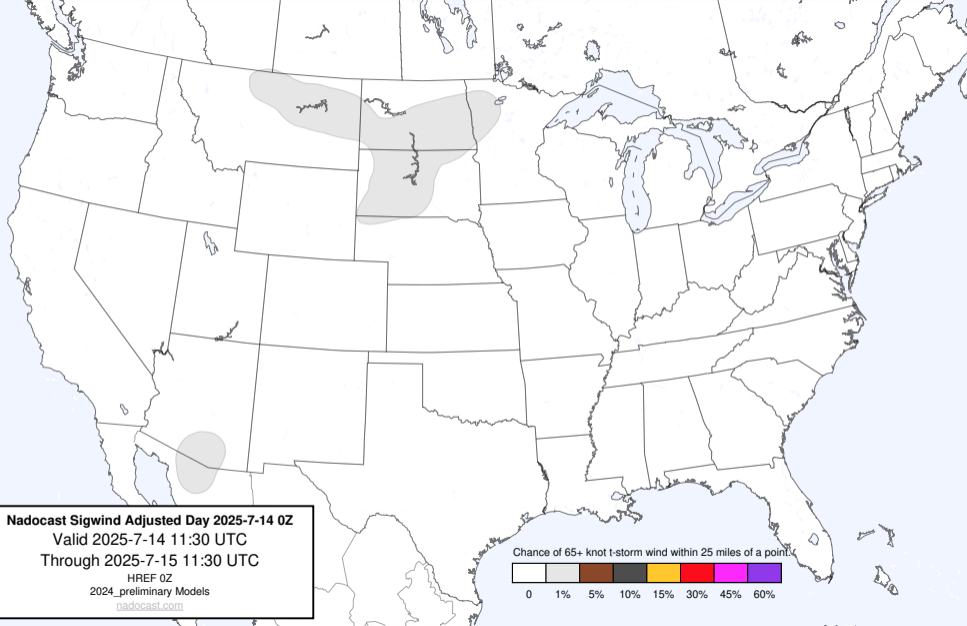 Nadocast Sigwind Adjusted Day 2025-7-14 0Z
Valid 2025-7-14 11:30 UTC
Through 2025-7-15 11:30 UTC
HREF 0Z
2024_preliminary Models
nadocast.com
Chance of 65+ knot t-storm wind within 25 miles of a point.
0 1% 5% 10% 15% 30% 45% 60%